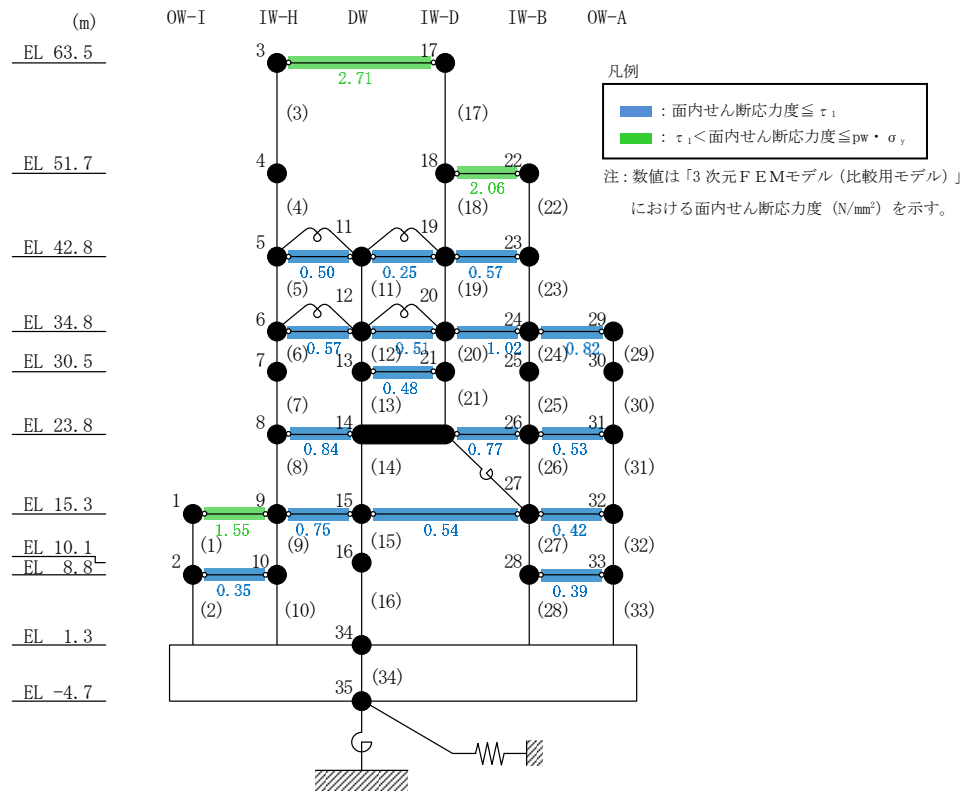 (m) OW-I IW-H DW IW-D IW-B OW-A
EL 63.5 3 17
2.71
凡例
:面内せん断応力度≦τ₁
:τ₁<面内せん断応力度≦pw・σy
注:数値は「3次元FEMモデル(比較用モデル)」
における面内せん断応力度(N/mm²)を示す。
(3) (17)
EL 51.7 4 18 22
2.06
(4) (18) (22)
EL 42.8 5 11 19 23
0.50 0.25 0.57
(5) (11) (19) (23)
EL 34.8 6 12 20 24 29
0.57 0.51 1.02 0.82
(6) (12) (20) (24) (29)
EL 30.5 7 13 21 25 30
0.48
(7) (13) (21) (25) (30)
EL 23.8 8 14 26 31
0.84 0.77 0.53
(8) (14) (26) (31)
EL 15.3 1 9 15 27 32
1.55 0.75 0.54 0.42
(1) (9) (15) (27) (32)
EL 10.1 16
EL 8.8 2 10 28 33
0.35 0.39
(2) (10) (16) (28) (33)
EL 1.3 34
(34)
EL -4.7 35